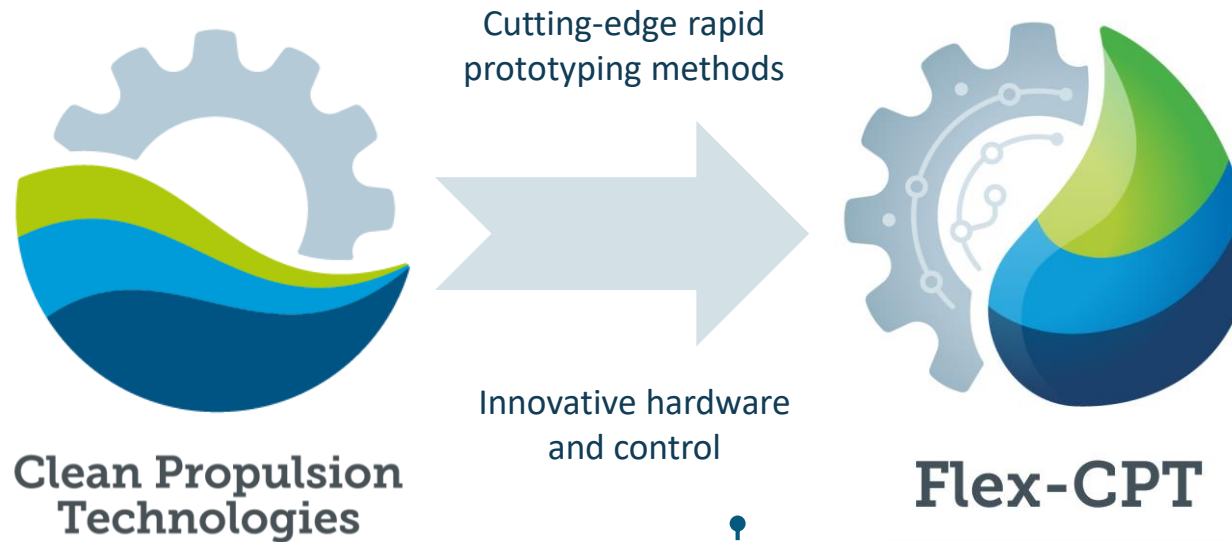 Cutting-edge rapid
prototyping methods
Innovative hardware
and control
Clean Propulsion
Technologies
Flex-CPT